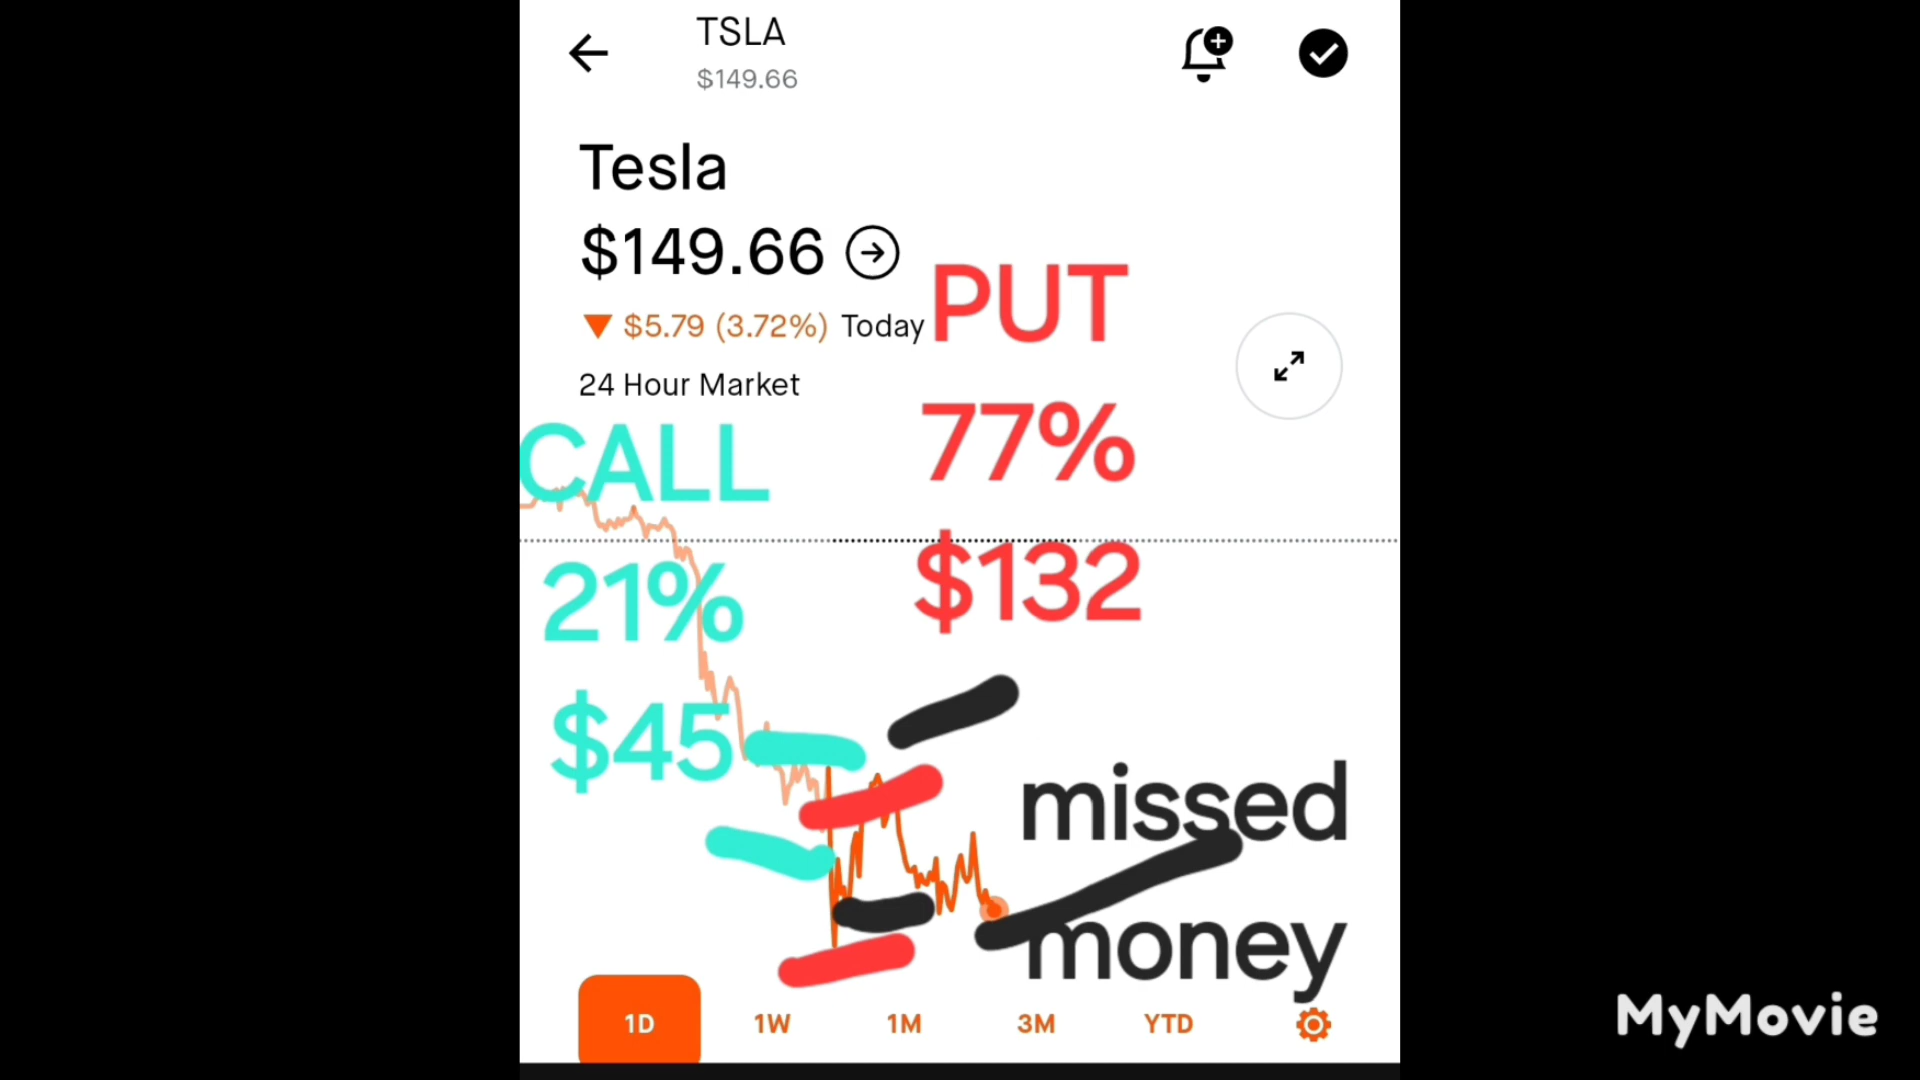 TSLA
$149.66
Tesla
$149.66
$5.79 (3.72%) Today
24 Hour Market
PUT
77%
$132
CALL
21%
$45
missed
money
1D 1W 1M 3M YTD
MyMovie